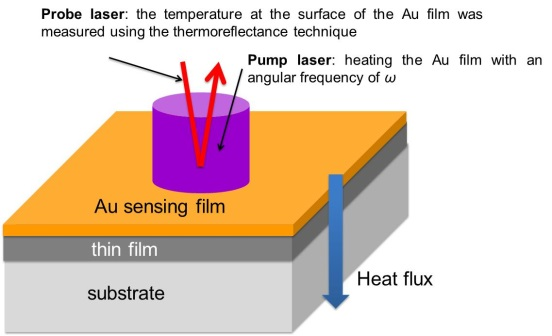 Probe laser: the temperature at the surface of the Au film was
measured using the thermoreflectance technique
Pump laser: heating the Au film with an
angular frequency of ω
Au sensing film
thin film
substrate
Heat flux